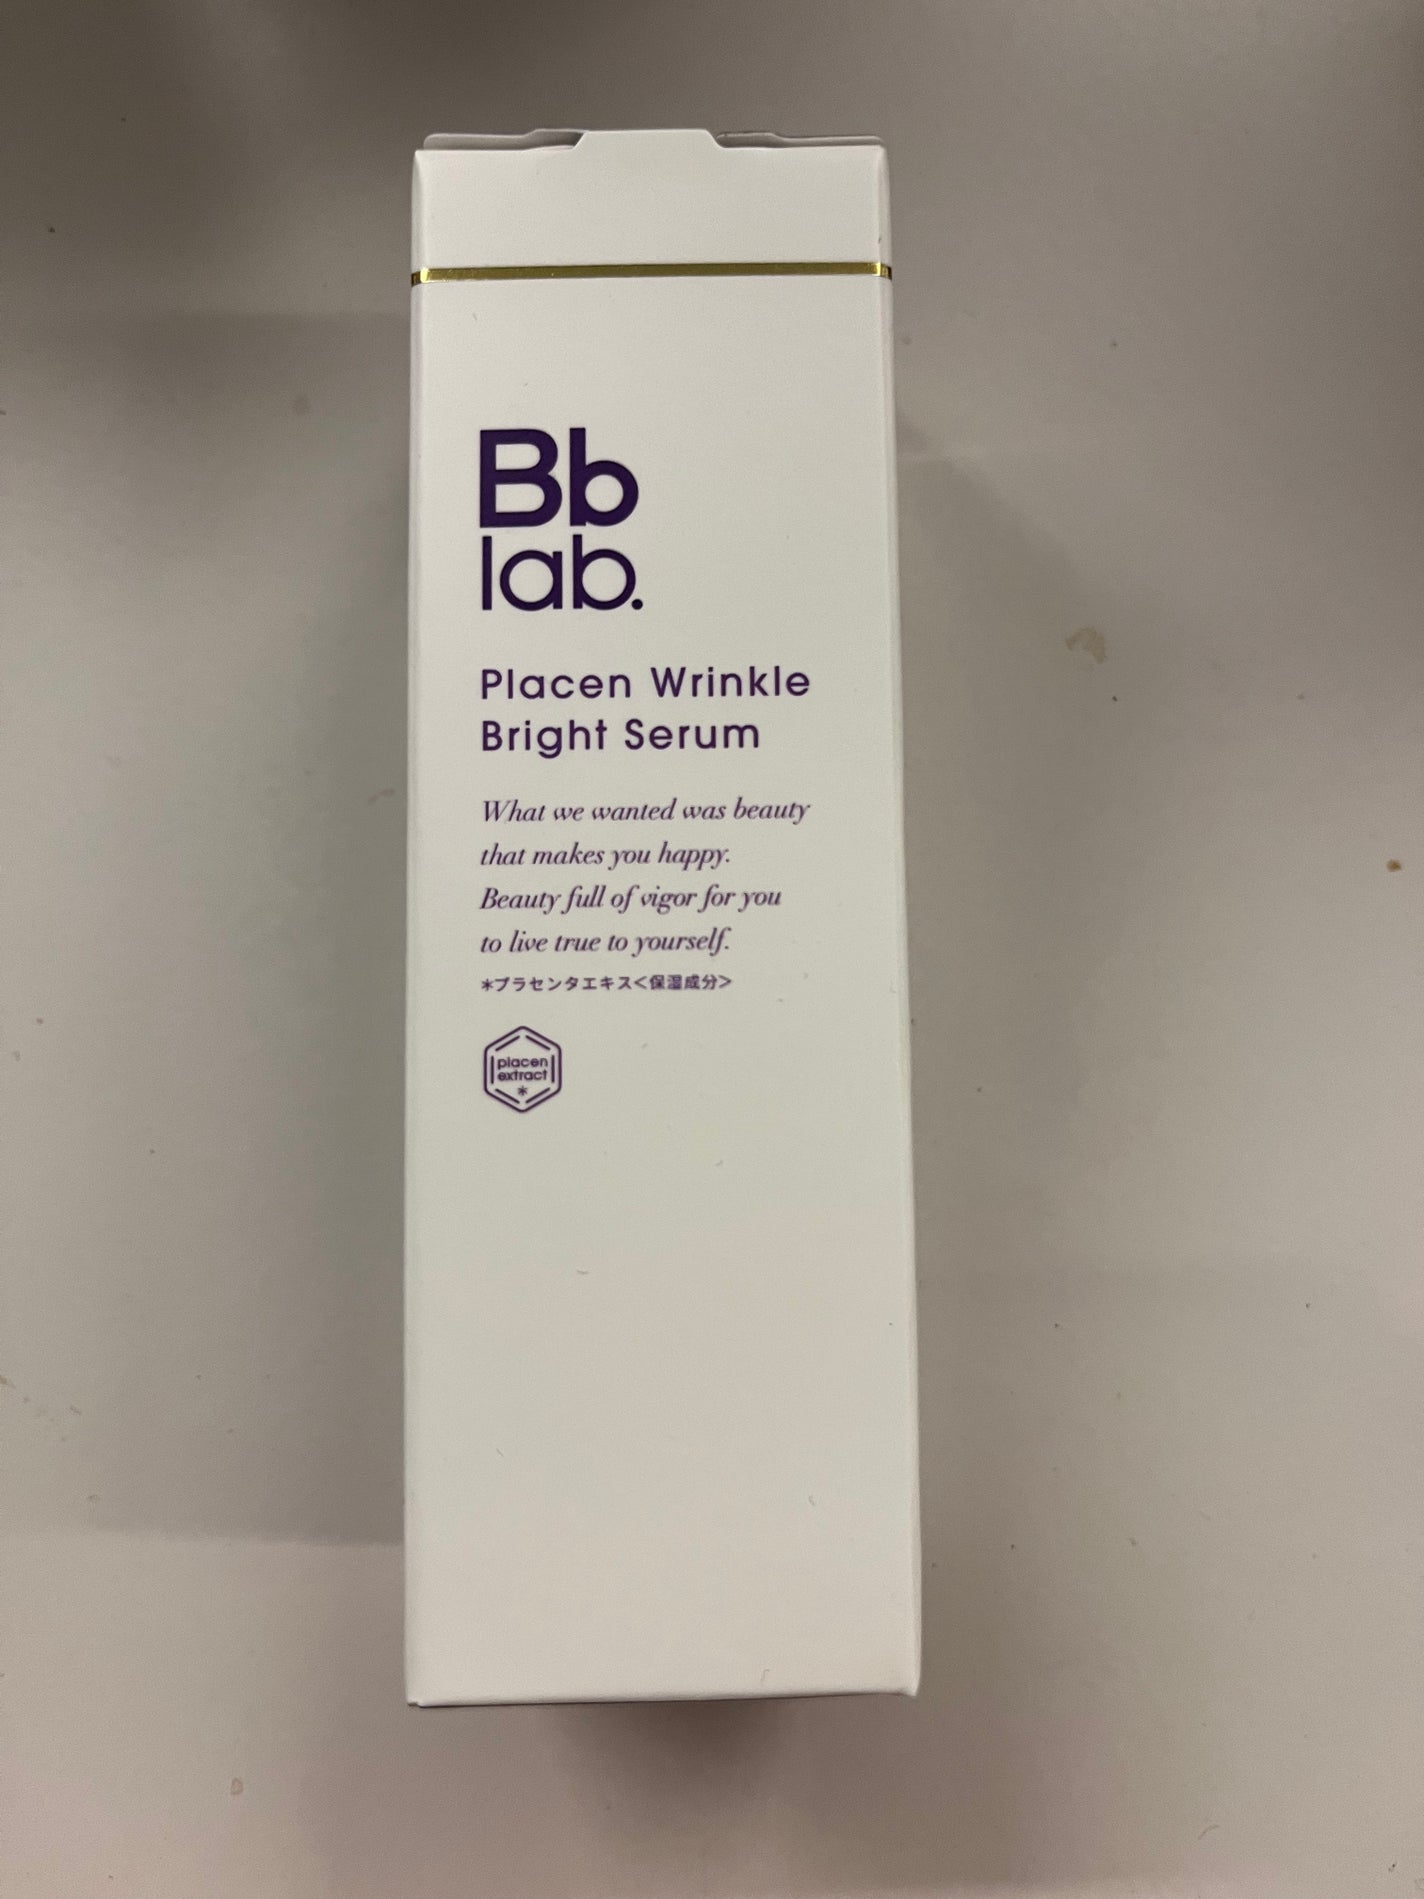 Bb
lab.
Placen Wrinkle
Bright Serum
What we wanted was beauty
that makes you happy.
Beauty full of vigor for you
to live true to yourself.
*プラセンタエキス<保湿成分>
placen
extract
*